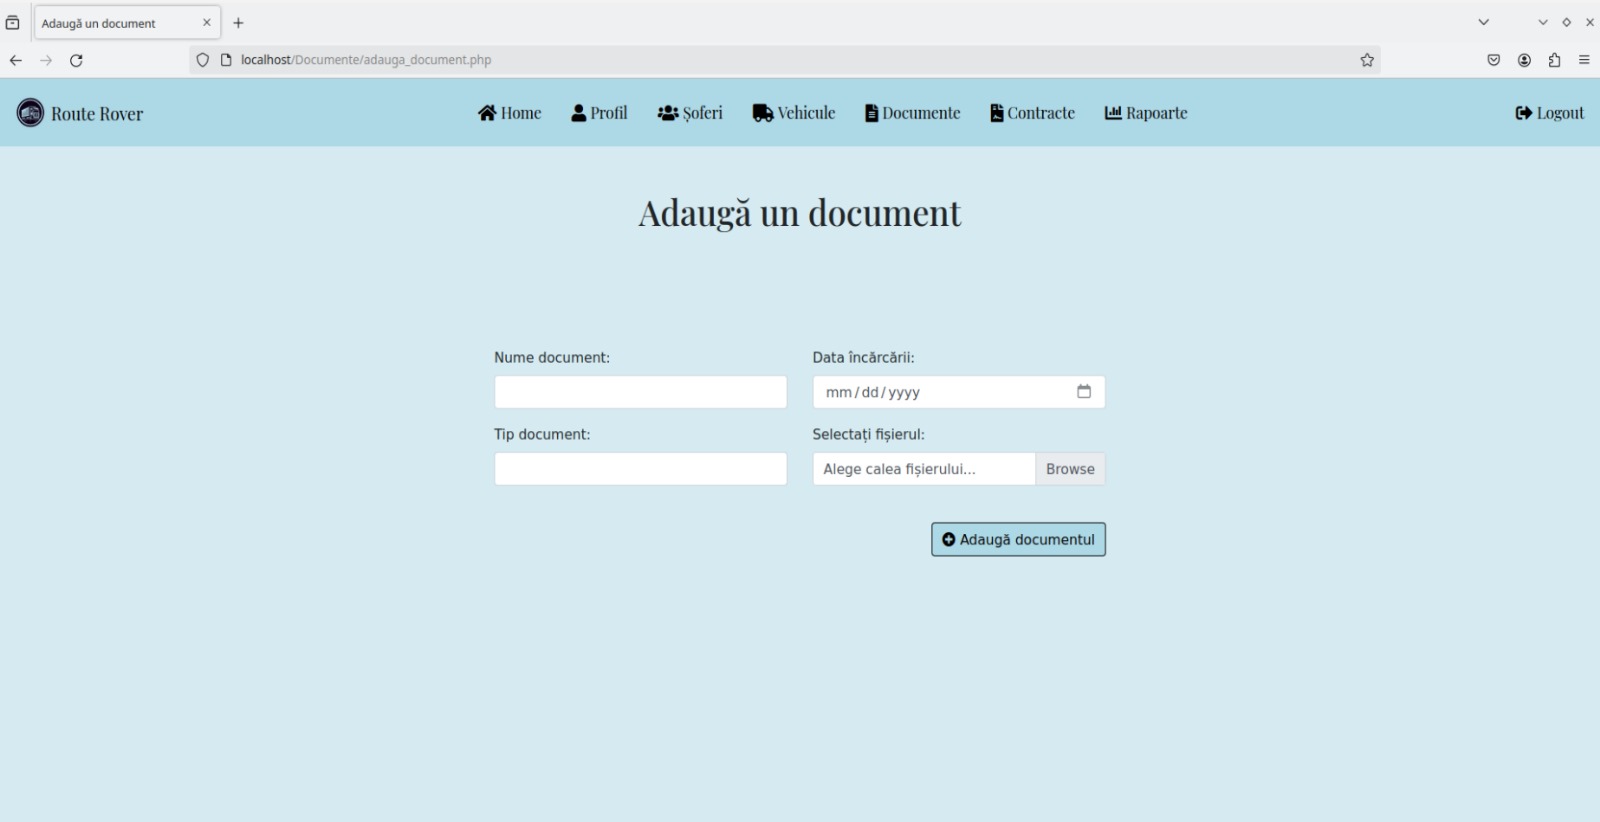 Adaugă un document
localhost/Documente/adauga_document.php
Route Rover Home Profil Șoferi Vehicule Documente Contracte Rapoarte Logout
Adaugă un document
Nume document: Data încărcării:
mm/dd/yyyy
Tip document: Selectați fișierul:
Alege calea fișierului... Browse
Adaugă documentul